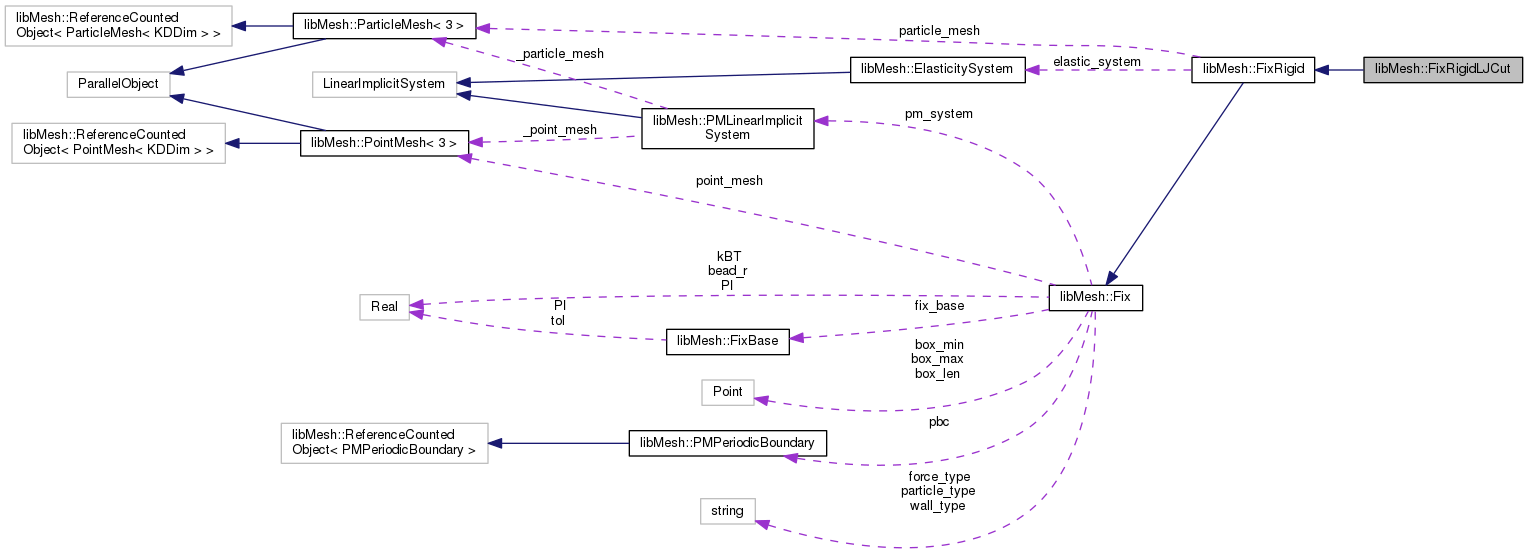 libMesh::ReferenceCounted
Object< ParticleMesh< KDDim > >
libMesh::ParticleMesh< 3 >
particle_mesh
_particle_mesh
ParallelObject
LinearImplicitSystem
libMesh::ElasticitySystem
elastic_system
libMesh::FixRigid
libMesh::FixRigidLJCut
libMesh::ReferenceCounted
Object< PointMesh< KDDim > >
libMesh::PointMesh< 3 >
_point_mesh
libMesh::PMLinearImplicit
System
pm_system
point_mesh
kBT
bead_r
PI
Real
PI
tol
libMesh::FixBase
fix_base
libMesh::Fix
box_min
box_max
box_len
Point
pbc
libMesh::ReferenceCounted
Object< PMPeriodicBoundary >
libMesh::PMPeriodicBoundary
force_type
particle_type
wall_type
string